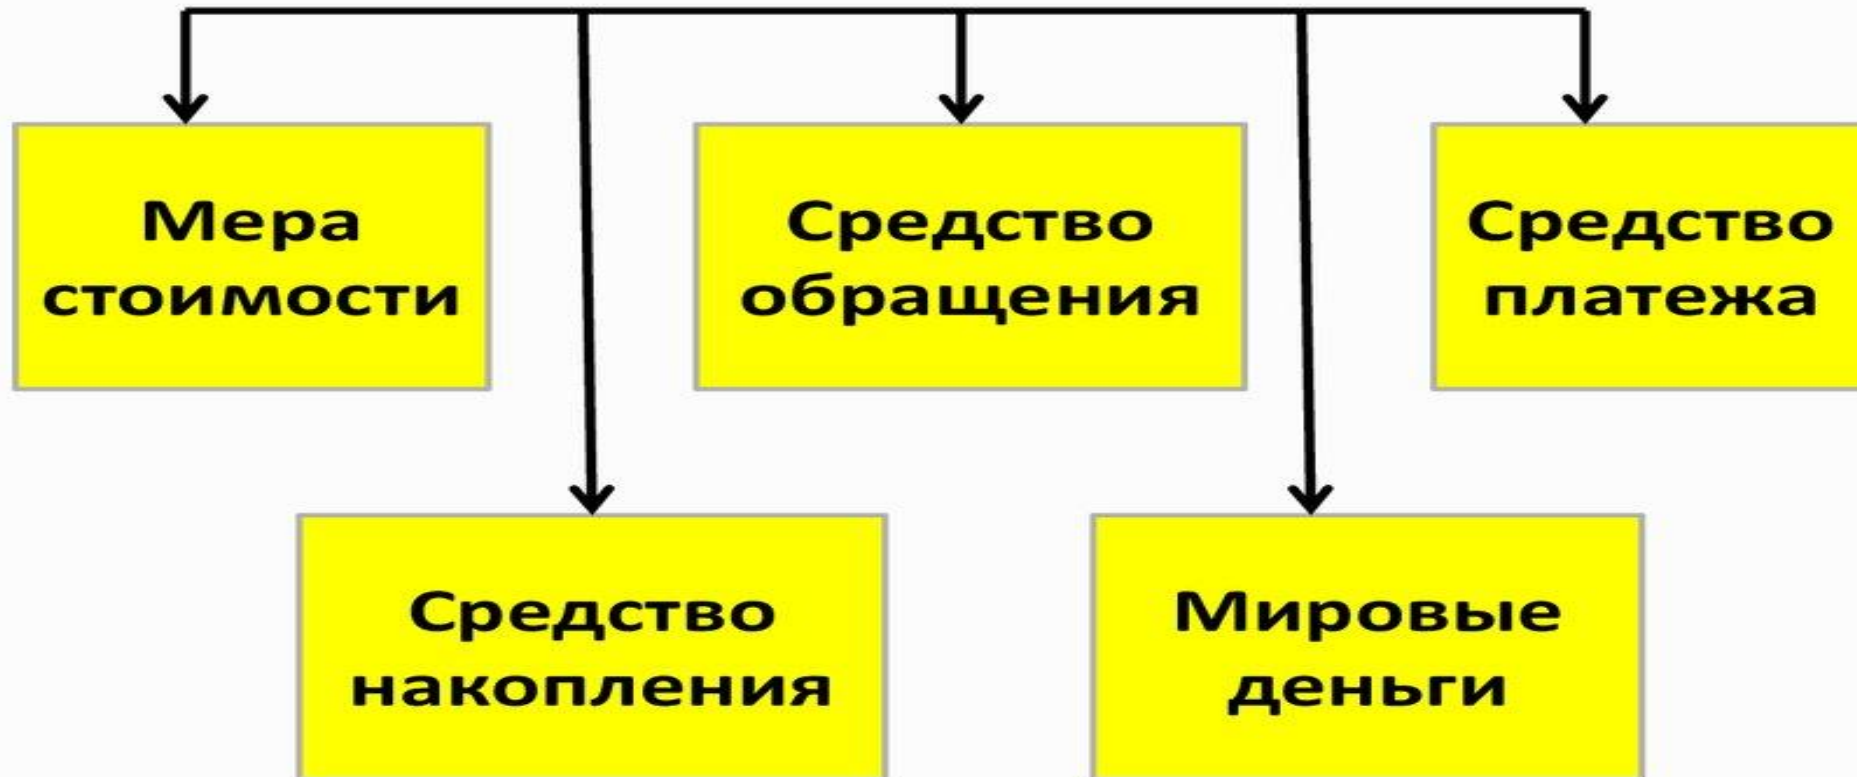 Мера
стоимости
Средство
обращения
Средство
платежа
Средство
накопления
Мировые
деньги